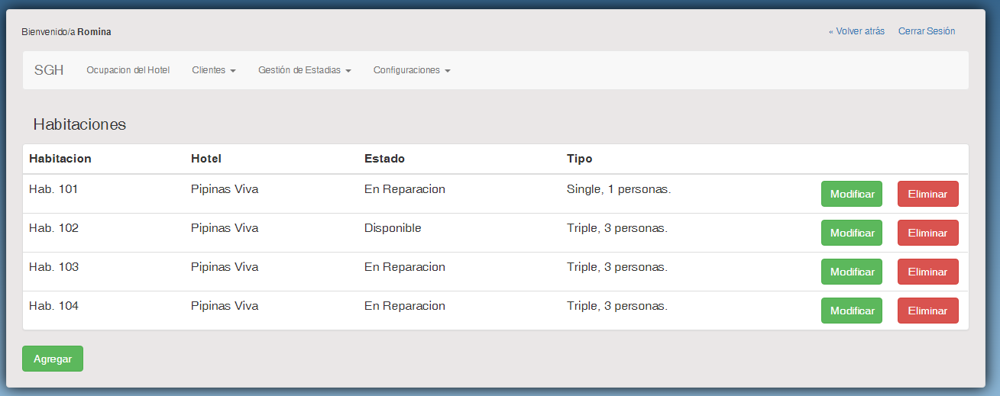 Bienvenido/a Romina
« Volver atrás Cerrar Sesión
SGH Ocupacion del Hotel Clientes Gestión de Estadias Configuraciones
Habitaciones
Habitacion Hotel Estado Tipo
Hab. 101 Pipinas Viva En Reparacion Single, 1 personas. Modificar Eliminar
Hab. 102 Pipinas Viva Disponible Triple, 3 personas. Modificar Eliminar
Hab. 103 Pipinas Viva En Reparacion Triple, 3 personas. Modificar Eliminar
Hab. 104 Pipinas Viva En Reparacion Triple, 3 personas. Modificar Eliminar
Agregar